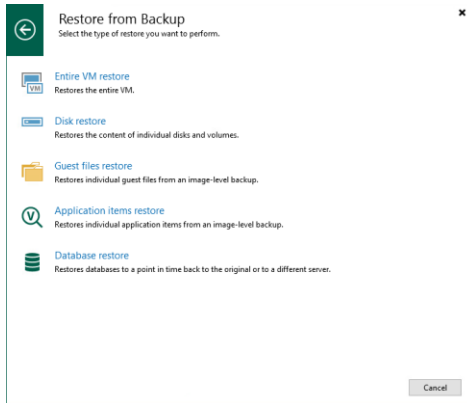 Restore from Backup
Select the type of restore you want to perform.
Entire VM restore
VM
Restores the entire VM.
Disk restore
Restores the content of individual disks and volumes.
Guest files restore
Restores individual guest files from an image-level backup.
Application items restore
V
Restores individual application items from an image-level backup.
Database restore
Restores databases to a point in time back to the original or to a different server.
Cancel